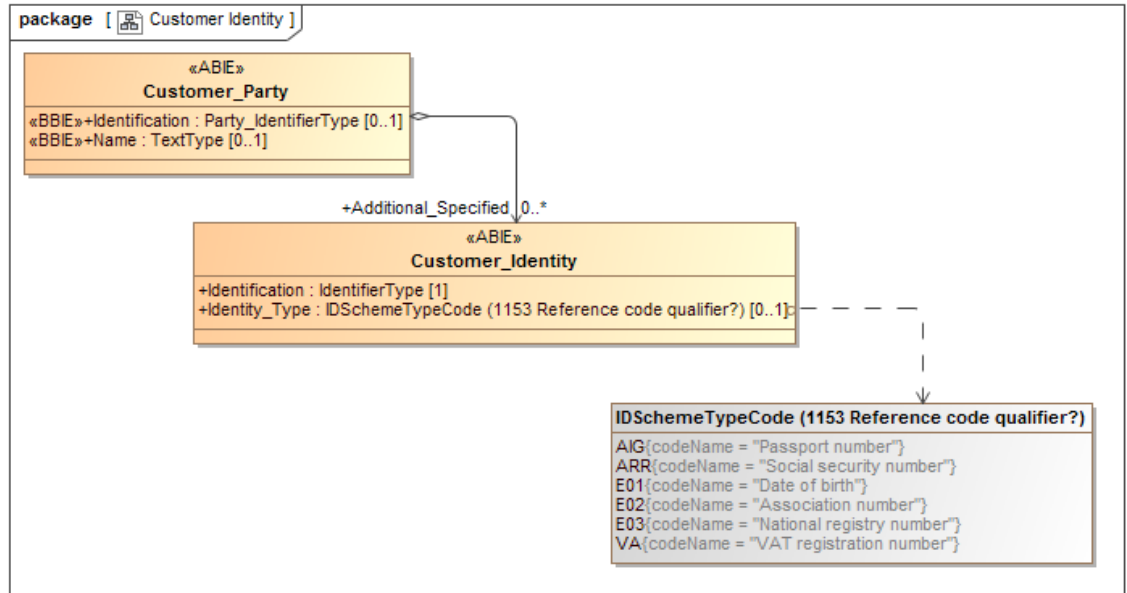 package [ Customer Identity ]
«ABIE»
Customer_Party
«BBIE»+Identification : Party_IdentifierType [0..1]
«BBIE»+Name : TextType [0..1]
+Additional_Specified 0..*
«ABIE»
Customer_Identity
+Identification : IdentifierType [1]
+Identity_Type : IDSchemeTypeCode (1153 Reference code qualifier?) [0..1]
IDSchemeTypeCode (1153 Reference code qualifier?)
AIG{codeName = "Passport number"}
ARR{codeName = "Social security number"}
E01{codeName = "Date of birth"}
E02{codeName = "Association number"}
E03{codeName = "National registry number"}
VA{codeName = "VAT registration number"}